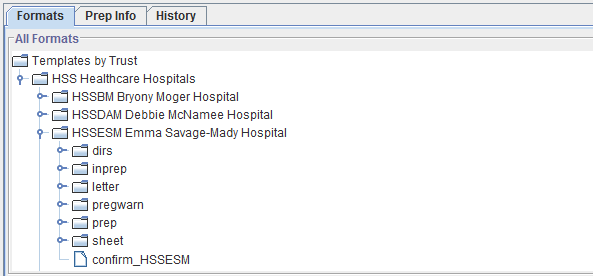 Formats Prep Info History
All Formats
Templates by Trust
HSS Healthcare Hospitals
HSSBM Bryony Moger Hospital
HSSDAM Debbie McNamee Hospital
HSSESM Emma Savage-Mady Hospital
dirs
inprep
letter
pregwarn
prep
sheet
confirm_HSSESM